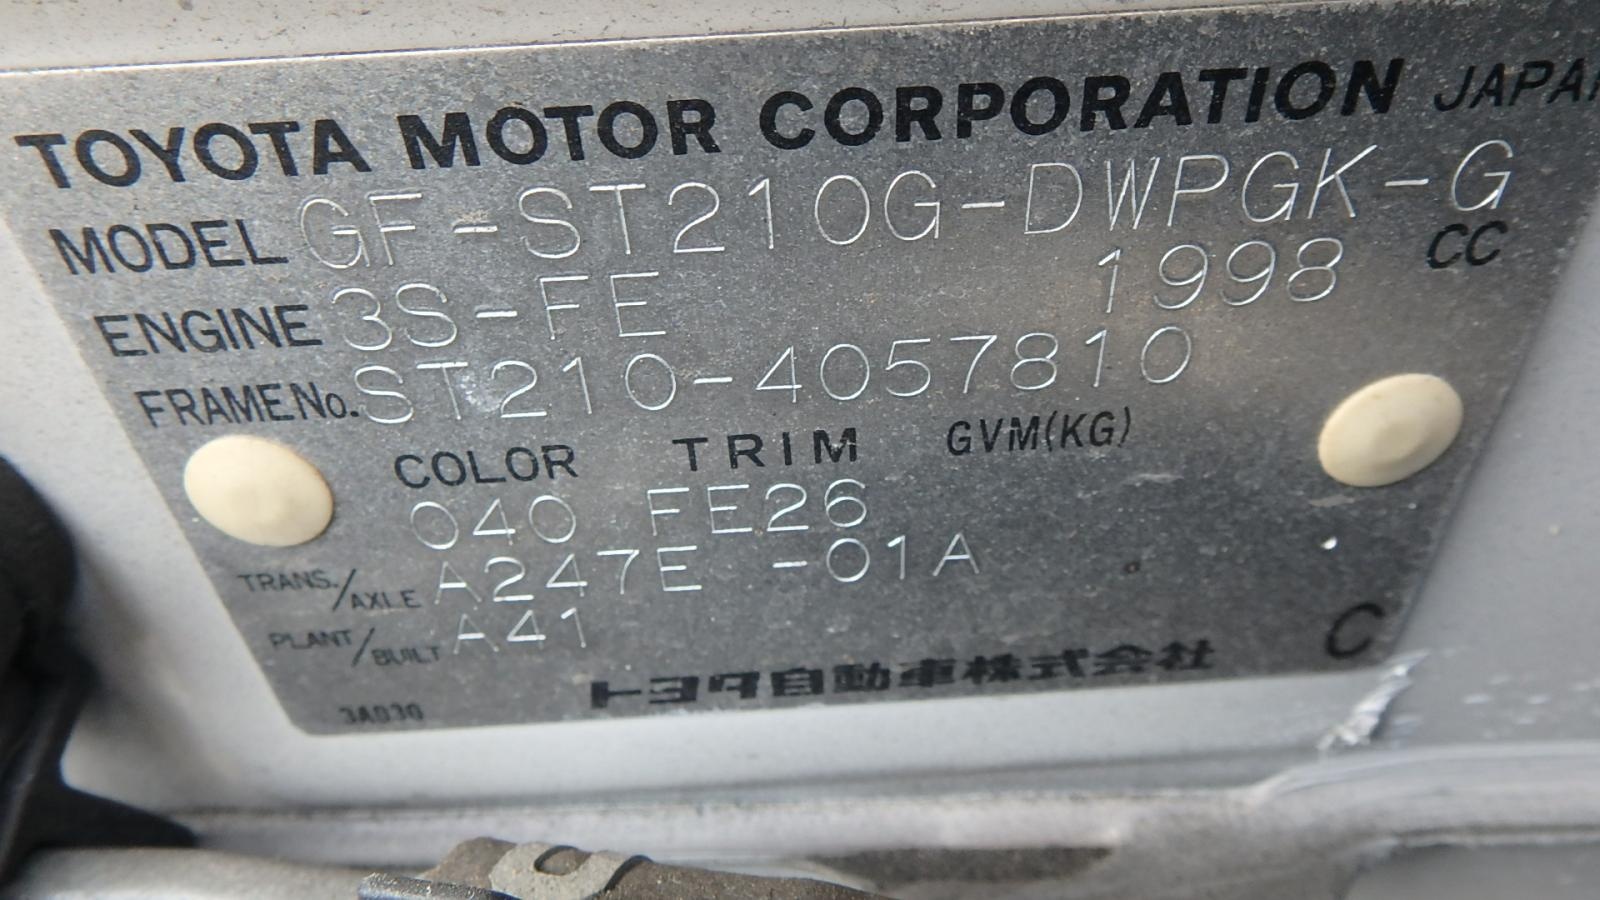 TOYOTA MOTOR CORPORATION JAPAN
MODEL GF-ST210G-DWPGK-G
ENGINE 3S-FE 1998 CC
FRAME No. ST210-4057810
COLOR TRIM GVM(KG)
040 FE26
TRANS./AXLE A247E -01A
PLANT/BUILT A41
C
トヨタ自動車株式会社